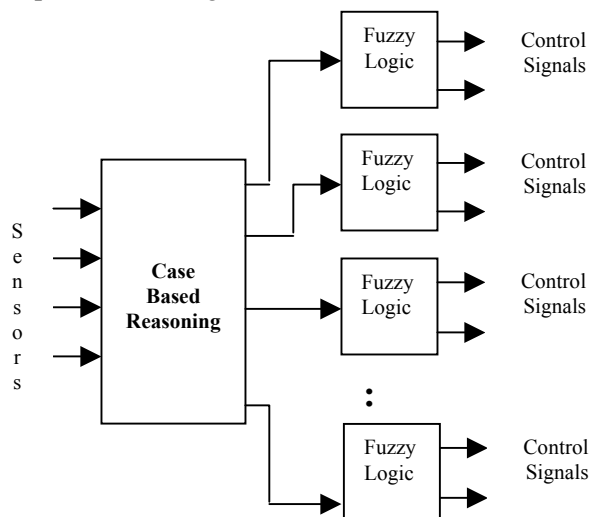 Fuzzy
Logic
Control
Signals
Fuzzy
Logic
Control
Signals
Sensors
Case
Based
Reasoning
Fuzzy
Logic
Control
Signals
:
Fuzzy
Logic
Control
Signals